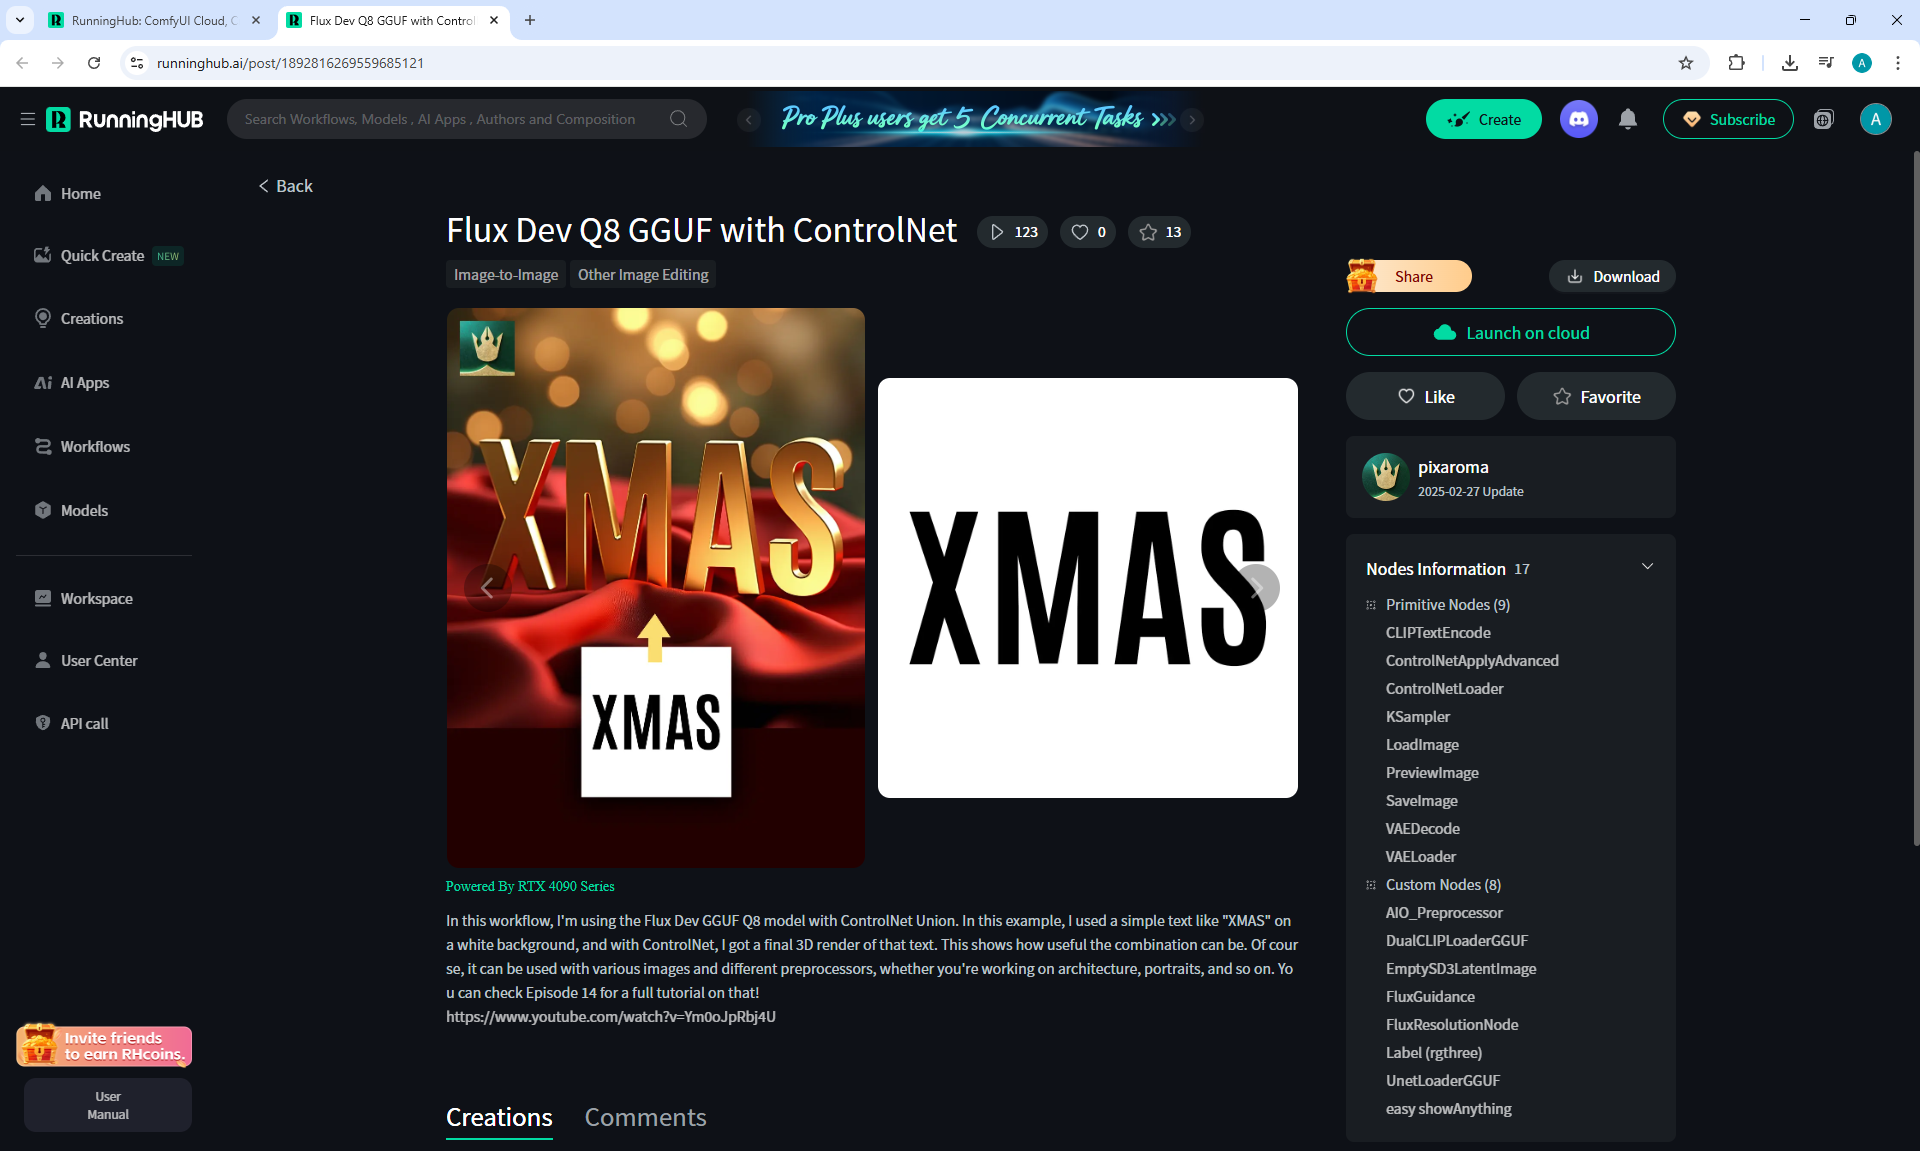 RunningHub: ComfyUI Cloud, C
Flux Dev Q8 GGUF with Control
runninghub.ai/post/1892816269559685121
A
RunningHUB
Search Workflows, Models , AI Apps , Authors and Composition
Pro Plus users get 5 Concurrent Tasks
Create
Subscribe
A
Home
Quick Create NEW
Creations
AI Apps
Workflows
Models
Workspace
User Center
API call
Invite friends
to earn RHcoins.
User
Manual
Back
Flux Dev Q8 GGUF with ControlNet
123
0
13
Image-to-Image
Other Image Editing
XMAS
XMAS
XMAS
Powered By RTX 4090 Series
In this workflow, I'm using the Flux Dev GGUF Q8 model with ControlNet Union. In this example, I used a simple text like "XMAS" on
a white background, and with ControlNet, I got a final 3D render of that text. This shows how useful the combination can be. Of cour
se, it can be used with various images and different preprocessors, whether you're working on architecture, portraits, and so on. Yo
u can check Episode 14 for a full tutorial on that!
https://www.youtube.com/watch?v=Ym0oJpRbj4U
Creations
Comments
Share
Download
Launch on cloud
Like
Favorite
pixaroma
2025-02-27 Update
Nodes Information 17
Primitive Nodes (9)
CLIPTextEncode
ControlNetApplyAdvanced
ControlNetLoader
KSampler
LoadImage
PreviewImage
SaveImage
VAEDecode
VAELoader
Custom Nodes (8)
AIO_Preprocessor
DualCLIPLoaderGGUF
EmptySD3LatentImage
FluxGuidance
FluxResolutionNode
Label (rgthree)
UnetLoaderGGUF
easy showAnything